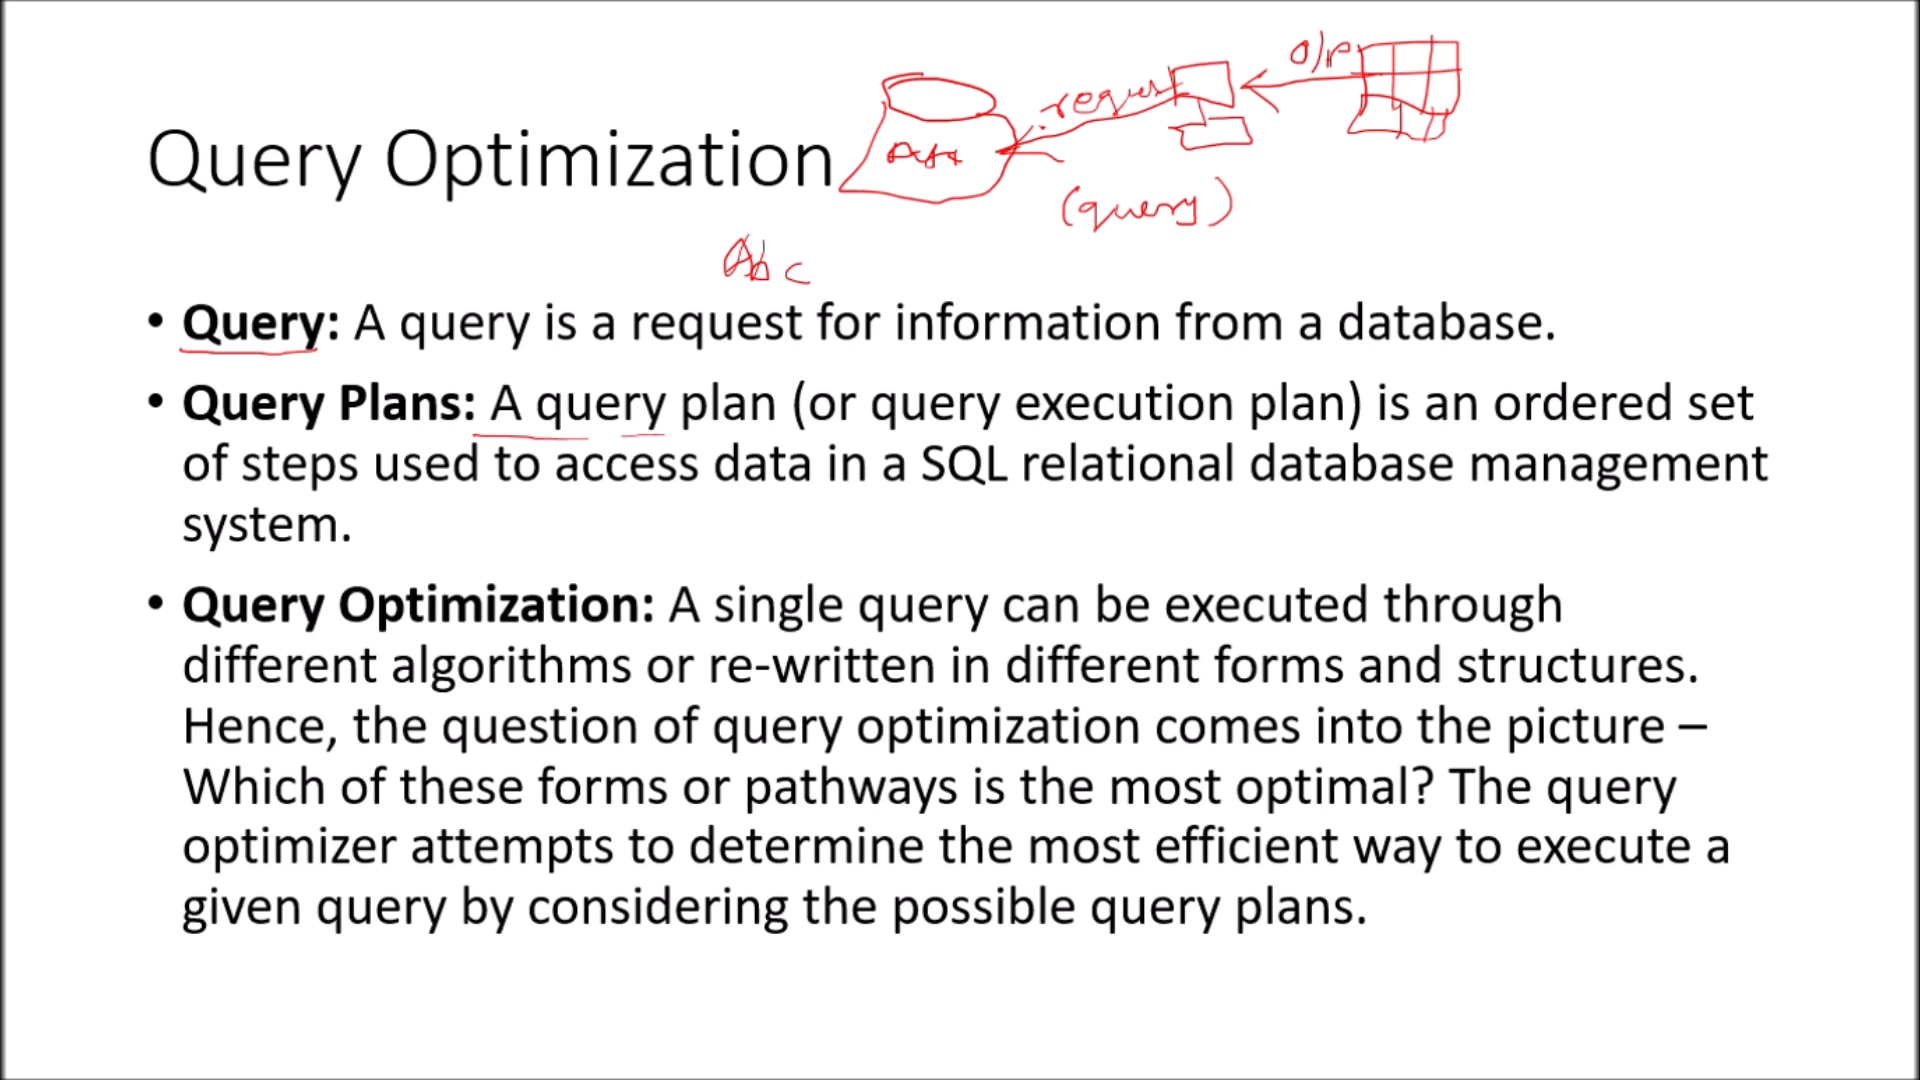 O/P
request
Query Optimization
Data
(query)
Abc
• Query: A query is a request for information from a database.
• Query Plans: A query plan (or query execution plan) is an ordered set
of steps used to access data in a SQL relational database management
system.
• Query Optimization: A single query can be executed through
different algorithms or re-written in different forms and structures.
Hence, the question of query optimization comes into the picture –
Which of these forms or pathways is the most optimal? The query
optimizer attempts to determine the most efficient way to execute a
given query by considering the possible query plans.